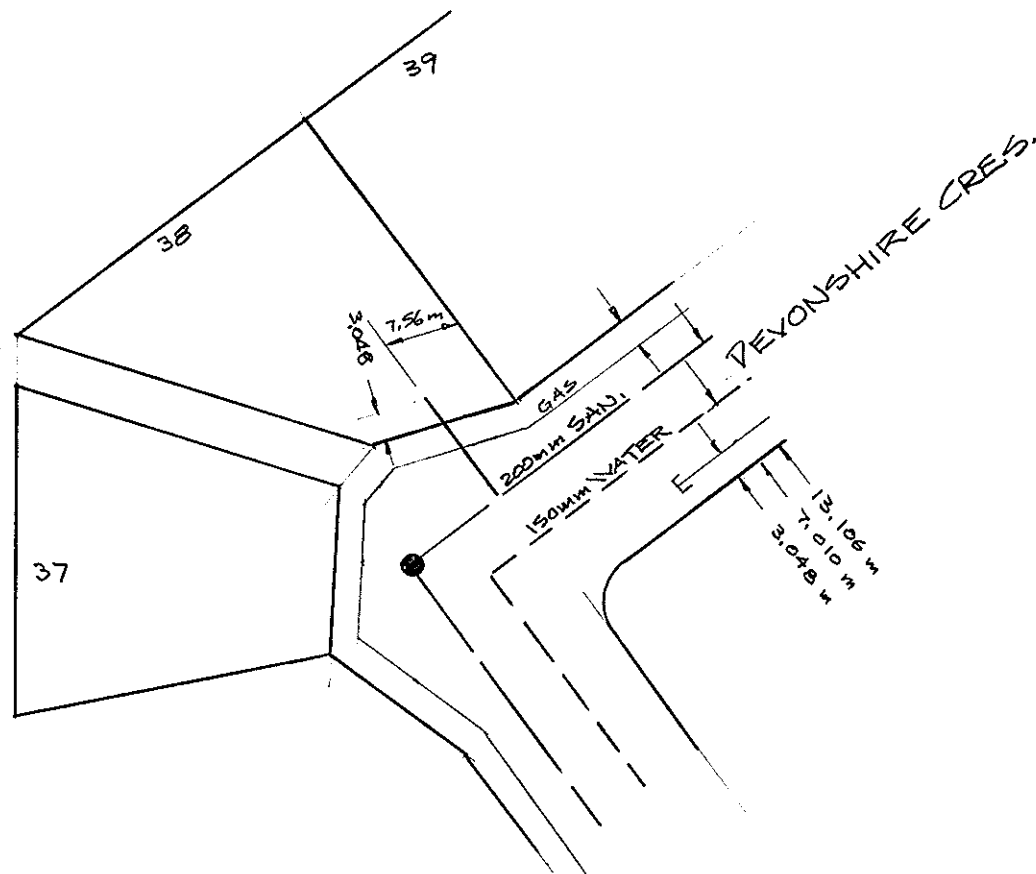 39
38
DEVONSHIRE CRES.
7.56 m
3.048
GAS
200mm SAN.
150mm WATER
E
13.106 m
7.010 m
3.048 m
37